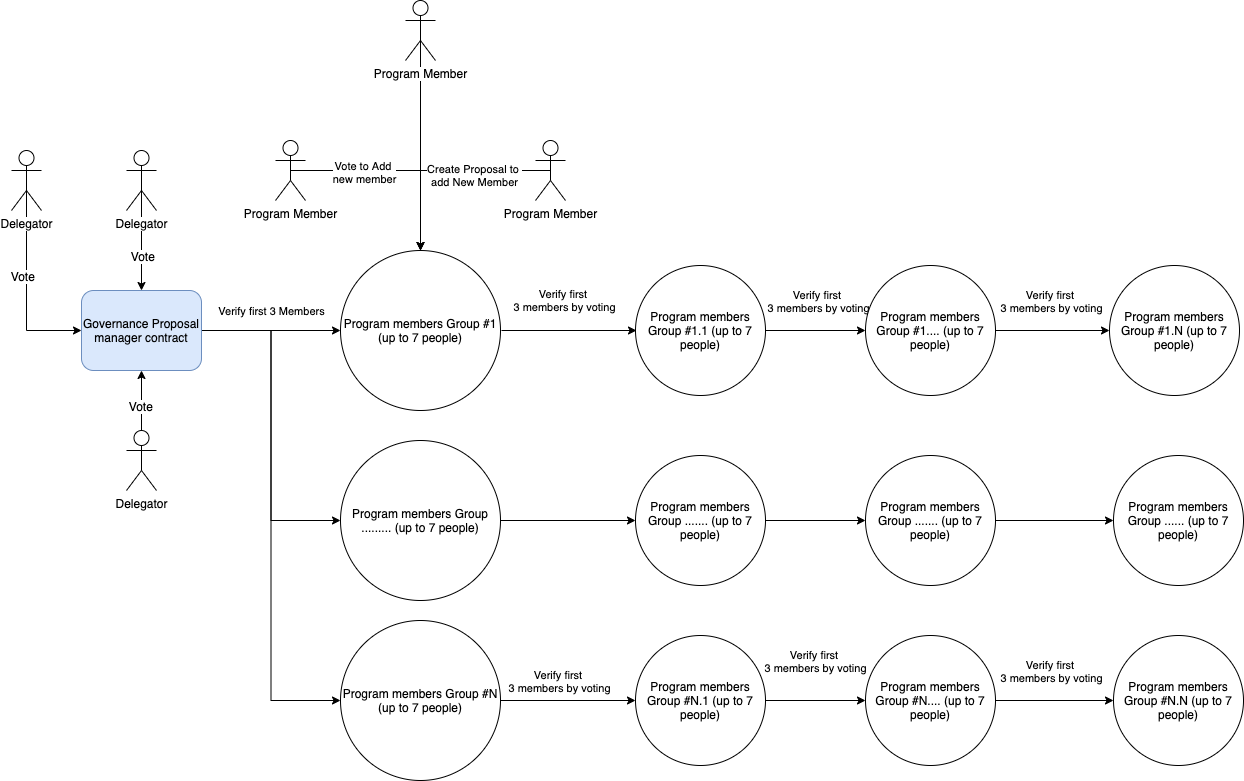 Program Member
Vote to Add
new member
Create Proposal to
add New Member
Program Member
Program Member
Delegator
Delegator
Vote
Vote
Governance Proposal
manager contract
Vote
Delegator
Verify first 3 Members
Program members Group #1
(up to 7 people)
Verify first
3 members by voting
Program members
Group #1.1 (up to 7
people)
Verify first
3 members by voting
Program members
Group #1.... (up to 7
people)
Verify first
3 members by voting
Program members
Group #1.N (up to 7
people)
Program members Group
......... (up to 7 people)
Program members
Group ....... (up to 7
people)
Program members
Group ....... (up to 7
people)
Program members
Group ...... (up to 7
people)
Program members Group #N
(up to 7 people)
Verify first
3 members by voting
Program members
Group #N.1 (up to 7
people)
Verify first
3 members by voting
Program members
Group #N.... (up to 7
people)
Verify first
3 members by voting
Program members
Group #N.N (up to 7
people)